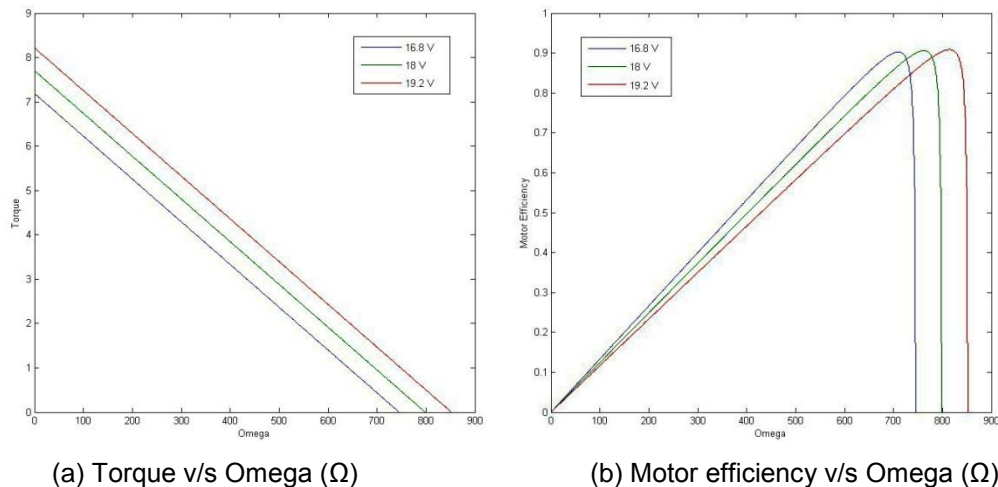 9
8
7
6
5
4
3
2
1
0
Torque
0 100 200 300 400 500 600 700 800 900
Omega
16.8 V
18 V
19.2 V
1
0.9
0.8
0.7
0.6
0.5
0.4
0.3
0.2
0.1
0
Motor Efficiency
0 100 200 300 400 500 600 700 800 900
Omega
16.8 V
18 V
19.2 V
(a) Torque v/s Omega (Ω)
(b) Motor efficiency v/s Omega (Ω)